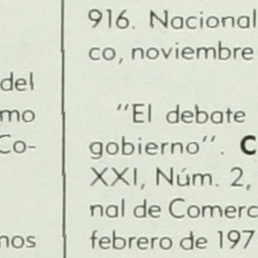 del
mo
Co-
nos
916. Nacional
co, noviembre
"El debate
gobierno". C
XXI, Núm. 2,
nal de Comerc
febrero de 197